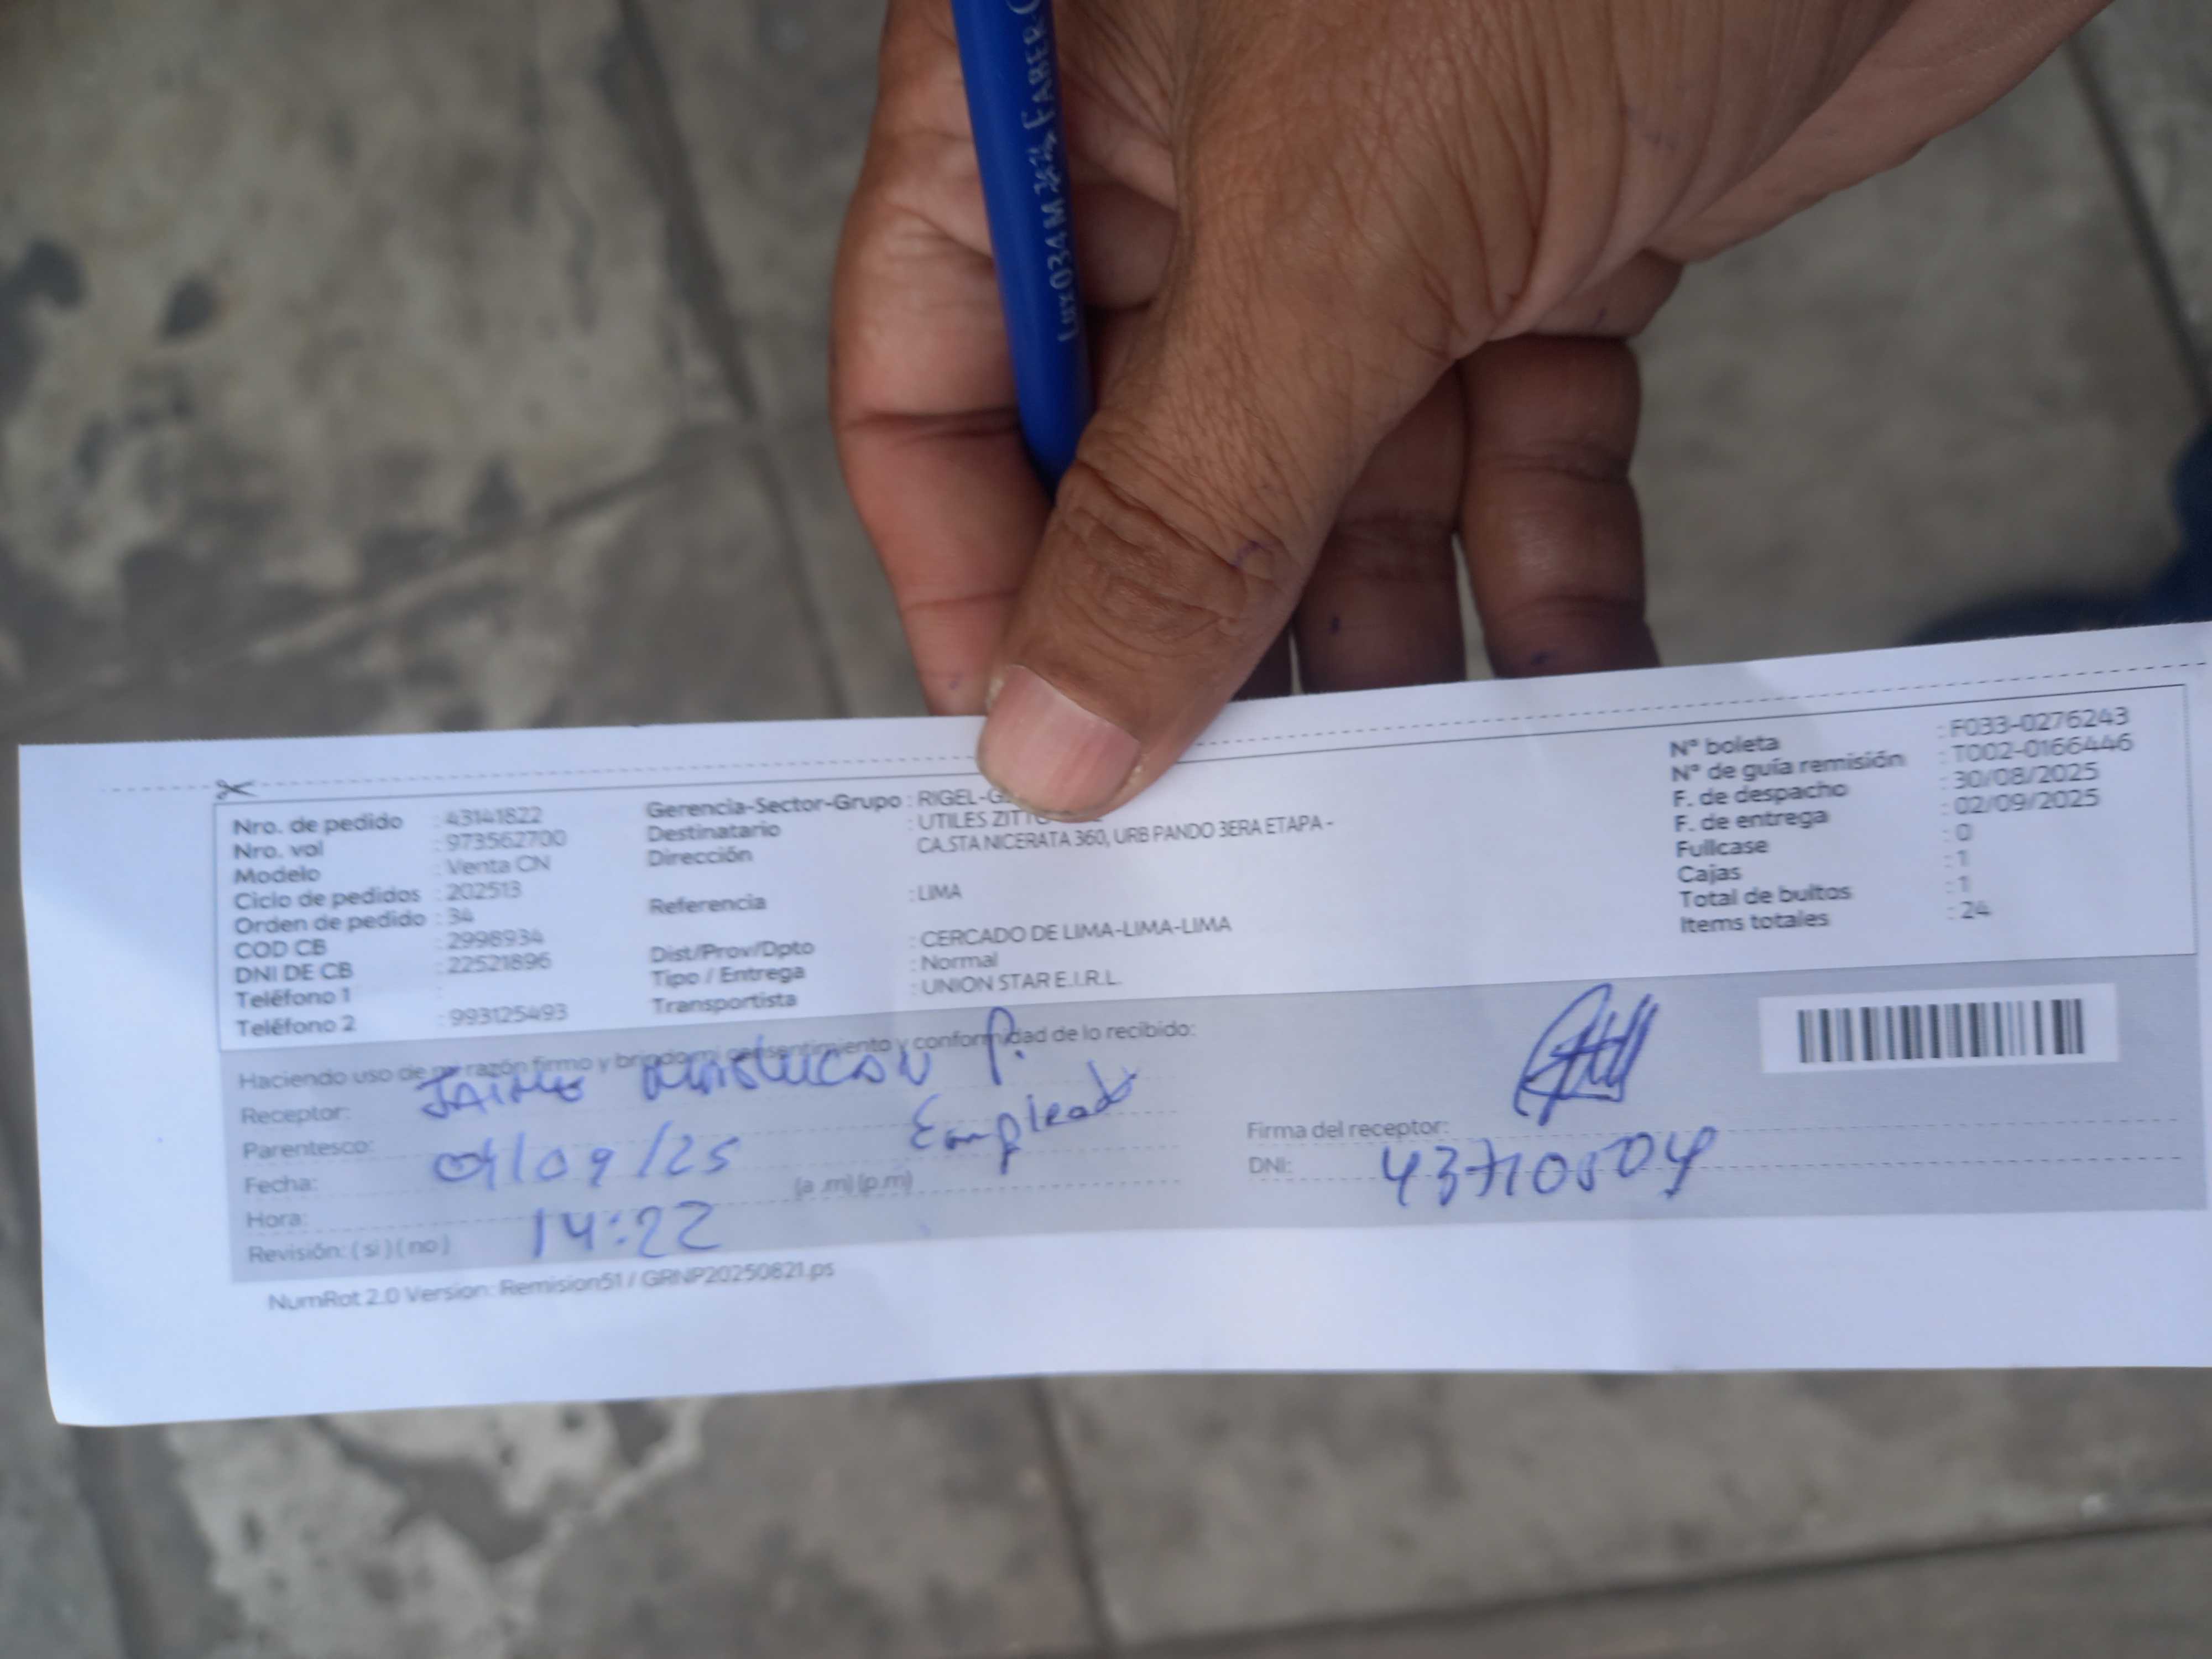 Lux 034 M FABER-C
Nro. de pedido : 43141822
Nro. vol : 973562700
Modelo : Venta CN
Ciclo de pedidos : 202513
Orden de pedido : 34
COD CB : 2998934
DNI DE CB : 22521896
Teléfono 1 :
Teléfono 2 : 993125493
Gerencia-Sector-Grupo : RIGEL-G
Destinatario : UTILES ZITTO
Dirección CA.STA NICERATA 360, URB PANDO 3ERA ETAPA -
Referencia : LIMA
Dist/Prov/Dpto : CERCADO DE LIMA-LIMA-LIMA
Tipo / Entrega : Normal
Transportista : UNION STAR E.I.R.L.
Nº boleta : F033-0276243
Nº de guía remisión : T002-0166446
F. de despacho : 30/08/2025
F. de entrega : 02/09/2025
Fullcase : 0
Cajas : 1
Total de bultos : 1
Items totales : 24
Haciendo uso de mi razón firmo y brindo mi consentimiento y conformidad de lo recibido:
Receptor: JAIME P.
Parentesco: Empleado
Fecha: 01/09/25 (a .m) (p.m)
Hora: 14:22
Revisión: ( si ) ( no )
Firma del receptor:
DNI:
NumRot 2.0 Version: Remision51 / GRNP20250821.ps